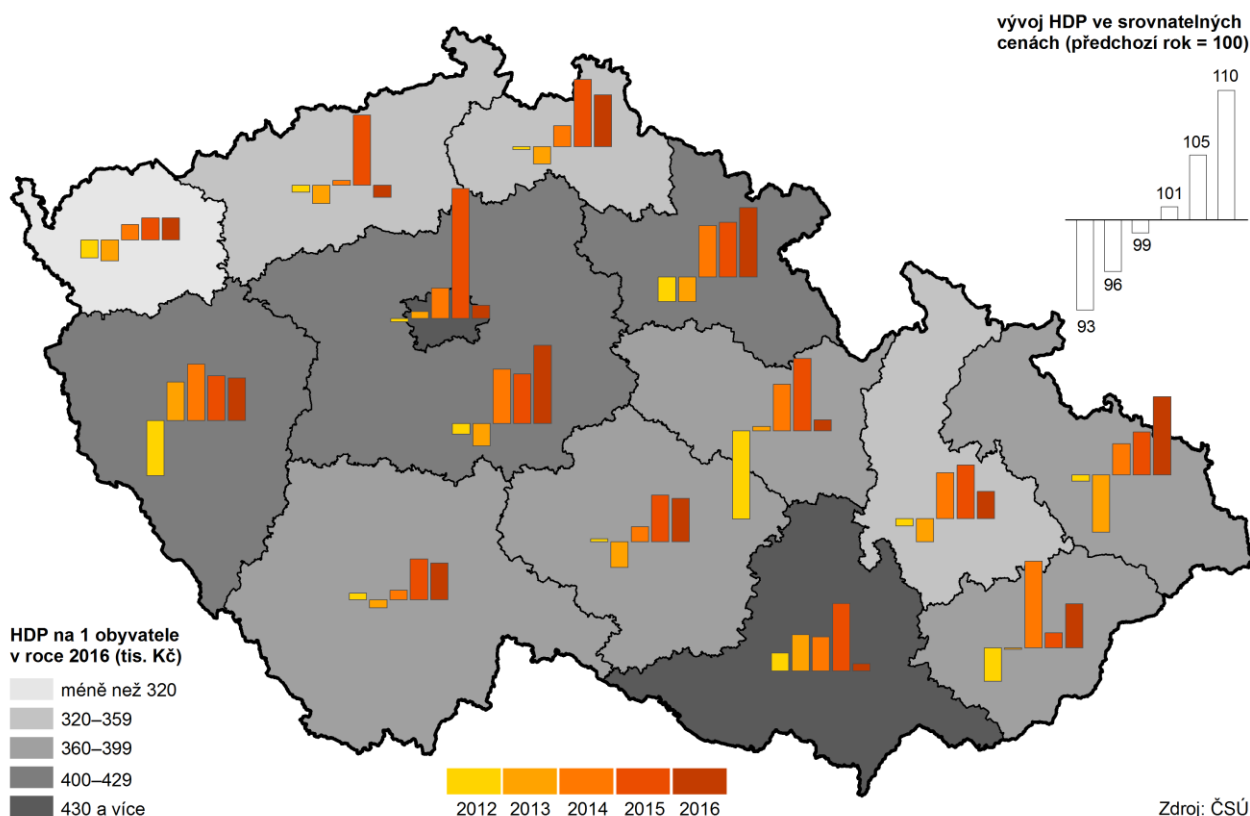 vývoj HDP ve srovnatelných
cenách (předchozí rok = 100)
110
105
101
99
96
93
HDP na 1 obyvatele
v roce 2016 (tis. Kč)
méně než 320
320–359
360–399
400–429
430 a více
2012 2013 2014 2015 2016
Zdroj: ČSÚ